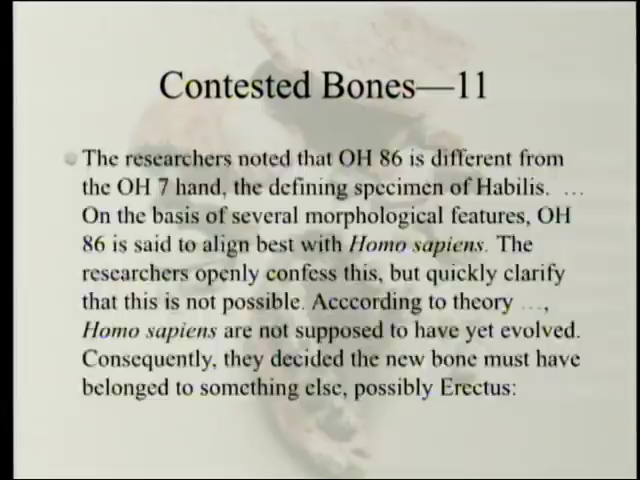 Contested Bones—11
The researchers noted that OH 86 is different from
the OH 7 hand, the defining specimen of Habilis. …
On the basis of several morphological features, OH
86 is said to align best with Homo sapiens. The
researchers openly confess this, but quickly clarify
that this is not possible. Acccording to theory …,
Homo sapiens are not supposed to have yet evolved.
Consequently, they decided the new bone must have
belonged to something else, possibly Erectus: